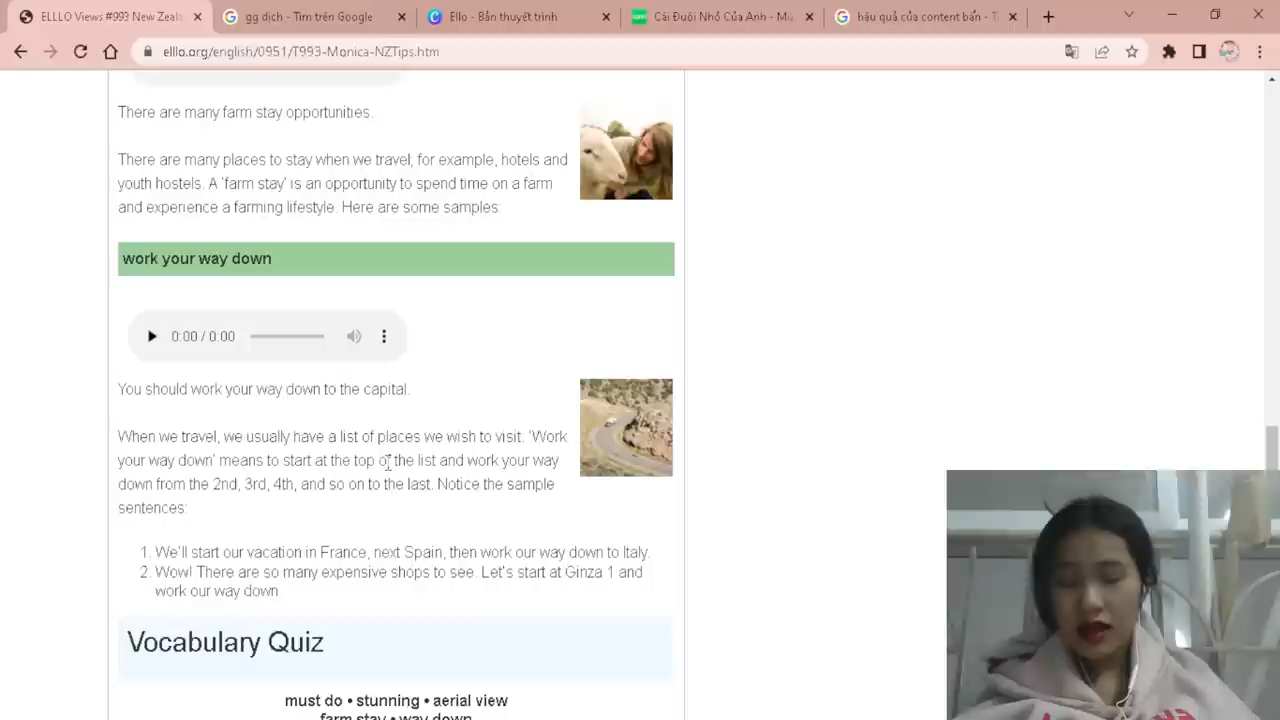 ELLLO Views #993 New Zeala
gg dịch - Tìm trên Google
Ello - Bản thuyết trình
Cái Đuôi Nhỏ Của Anh - Mù
hậu quả của content bẩn - T
elllo.org/english/0951/T993-Monica-NZTips.htm
There are many farm stay opportunities.
There are many places to stay when we travel; for example, hotels and
youth hostels. A 'farm stay' is an opportunity to spend time on a farm
and experience a farming lifestyle. Here are some samples:
work your way down
0:00 / 0:00
You should work your way down to the capital.
When we travel, we usually have a list of places we wish to visit. 'Work
your way down' means to start at the top of the list and work your way
down from the 2nd, 3rd, 4th, and so on to the last. Notice the sample
sentences:
1. We'll start our vacation in France, next Spain, then work our way down to Italy.
2. Wow! There are so many expensive shops to see. Let's start at Ginza 1 and
work our way down
Vocabulary Quiz
must do • stunning • aerial view
farm stay • way down